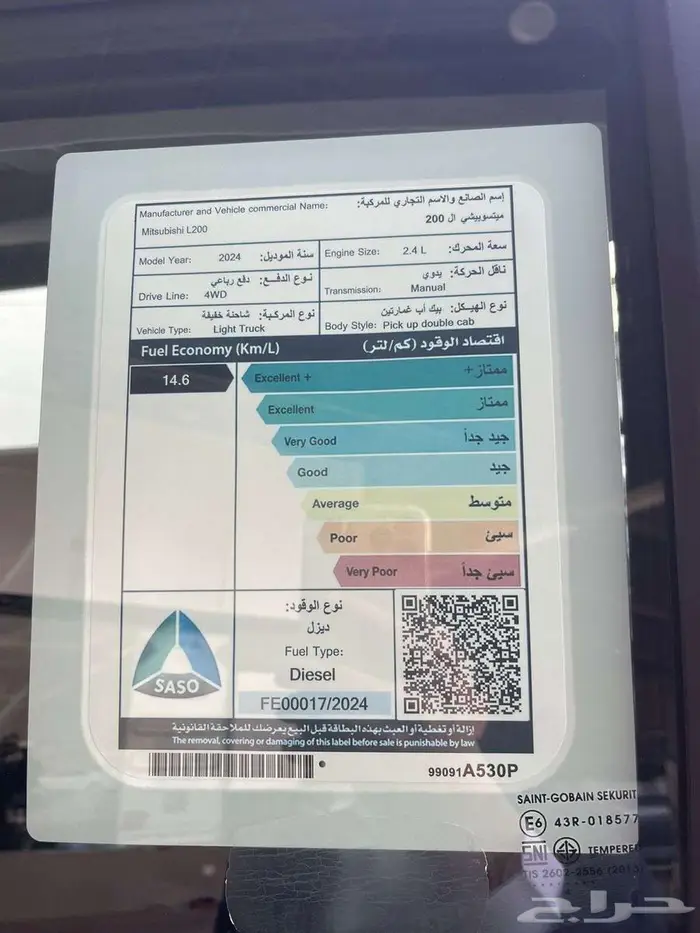 إسم الصانع والاسم التجاري للمركبة:
Manufacturer and Vehicle commercial Name:
ميتسوبيشي ال 200
Mitsubishi L200
سنة الموديل:
Model Year: 2024
سعة المحرك:
Engine Size: 2.4 L
نوع الدفع: دفع رباعي
Drive Line: 4WD
ناقل الحركة: يدوي
Transmission: Manual
نوع المركبة: شاحنة خفيفة
Vehicle Type: Light Truck
نوع الهيكل: بيك أب غمارتين
Body Style: Pick up double cab
Fuel Economy (Km/L) اقتصاد الوقود (كم/لتر)
14.6
Excellent + ممتاز+
Excellent ممتاز
Very Good جيد جداً
Good جيد
Average متوسط
Poor سيئ
Very Poor سيئ جداً
SASO
نوع الوقود:
ديزل
Fuel Type:
Diesel
FE00017/2024
إزالة أو تغطية أو العبث بهذه البطاقة قبل البيع يعرضك للملاحقة القانونية
The removal, covering or damaging of this label before sale is punishable by law
99091A530P
SAINT-GOBAIN SEKURIT
E6 43R-018577
SNI TEMPERED
TIS 2602-2556 (2013)
حراج